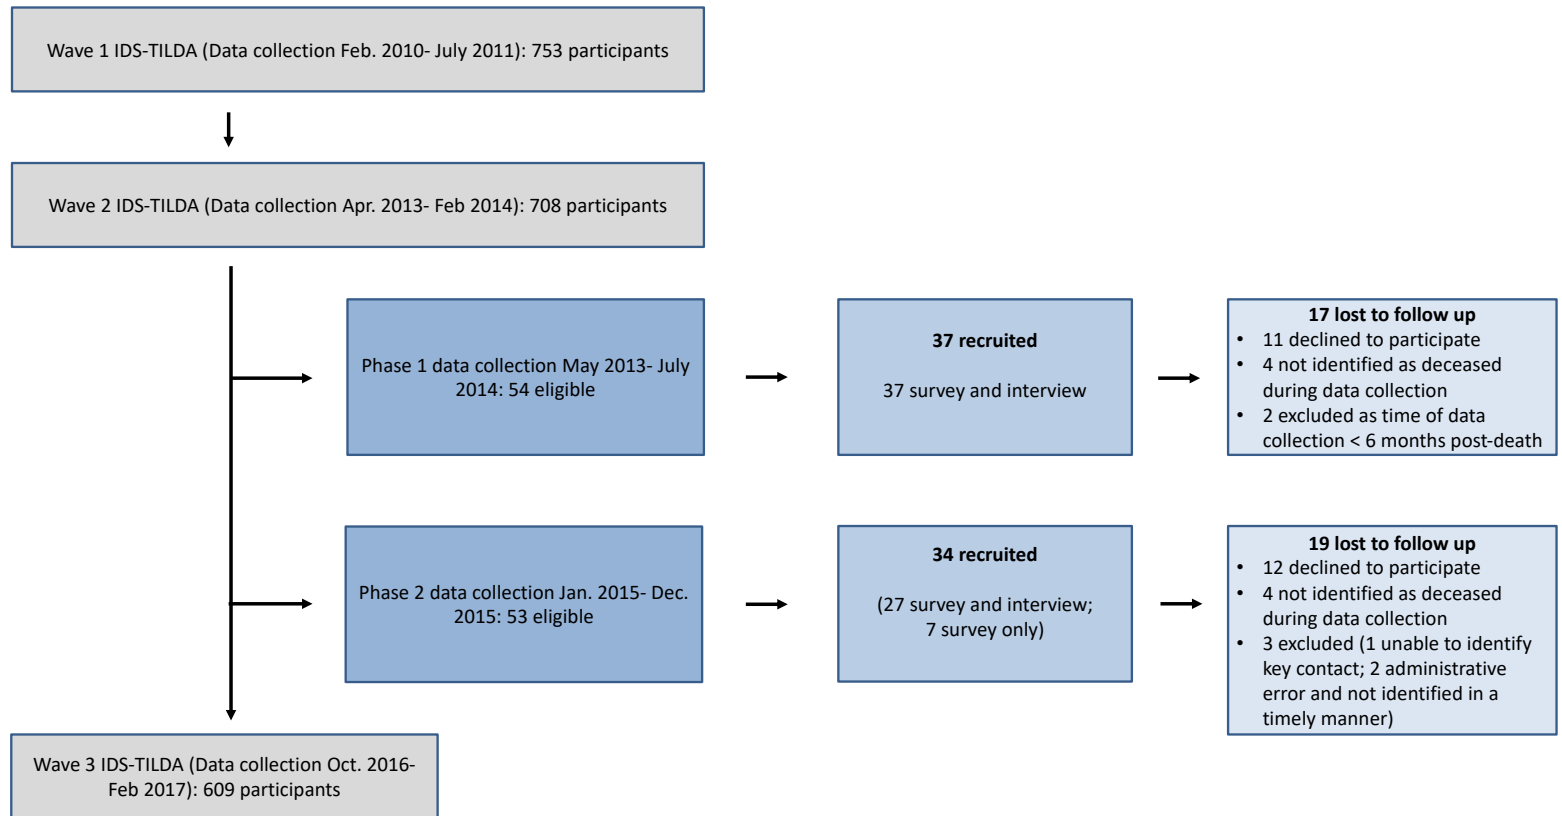 Wave 1 IDS-TILDA (Data collection Feb. 2010- July 2011): 753 participants
Wave 2 IDS-TILDA (Data collection Apr. 2013- Feb 2014): 708 participants
Phase 1 data collection May 2013- July
2014: 54 eligible
37 recruited
37 survey and interview
17 lost to follow up
• 11 declined to participate
• 4 not identified as deceased
during data collection
• 2 excluded as time of data
collection < 6 months post-death
Phase 2 data collection Jan. 2015- Dec.
2015: 53 eligible
34 recruited
(27 survey and interview;
7 survey only)
19 lost to follow up
• 12 declined to participate
• 4 not identified as deceased
during data collection
• 3 excluded (1 unable to identify
key contact; 2 administrative
error and not identified in a
timely manner)
Wave 3 IDS-TILDA (Data collection Oct. 2016-
Feb 2017): 609 participants